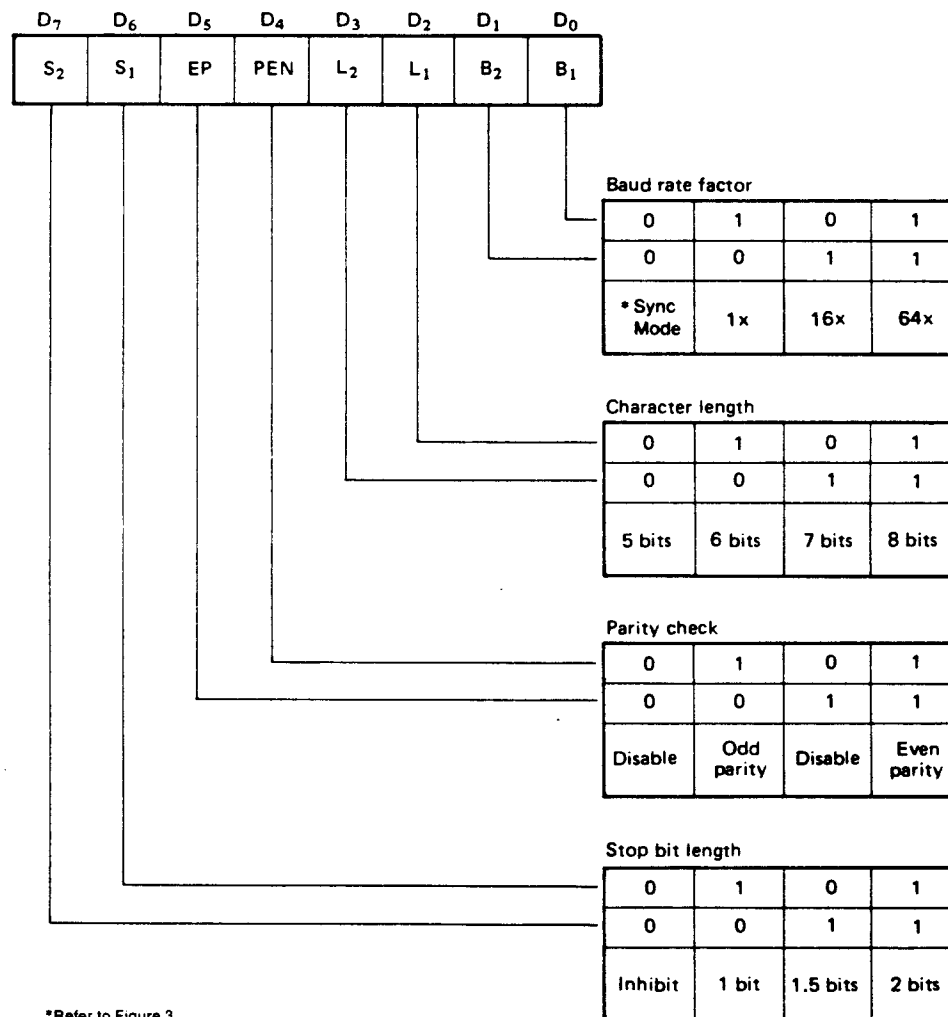 D₇ D₆ D₅ D₄ D₃ D₂ D₁ D₀
S₂ S₁ EP PEN L₂ L₁ B₂ B₁
Baud rate factor
0 1 0 1
0 0 1 1
* Sync Mode 1x 16x 64x
Character length
0 1 0 1
0 0 1 1
5 bits 6 bits 7 bits 8 bits
Parity check
0 1 0 1
0 0 1 1
Disable Odd parity Disable Even parity
Stop bit length
0 1 0 1
0 0 1 1
Inhibit 1 bit 1.5 bits 2 bits
*Refer to Figure 3